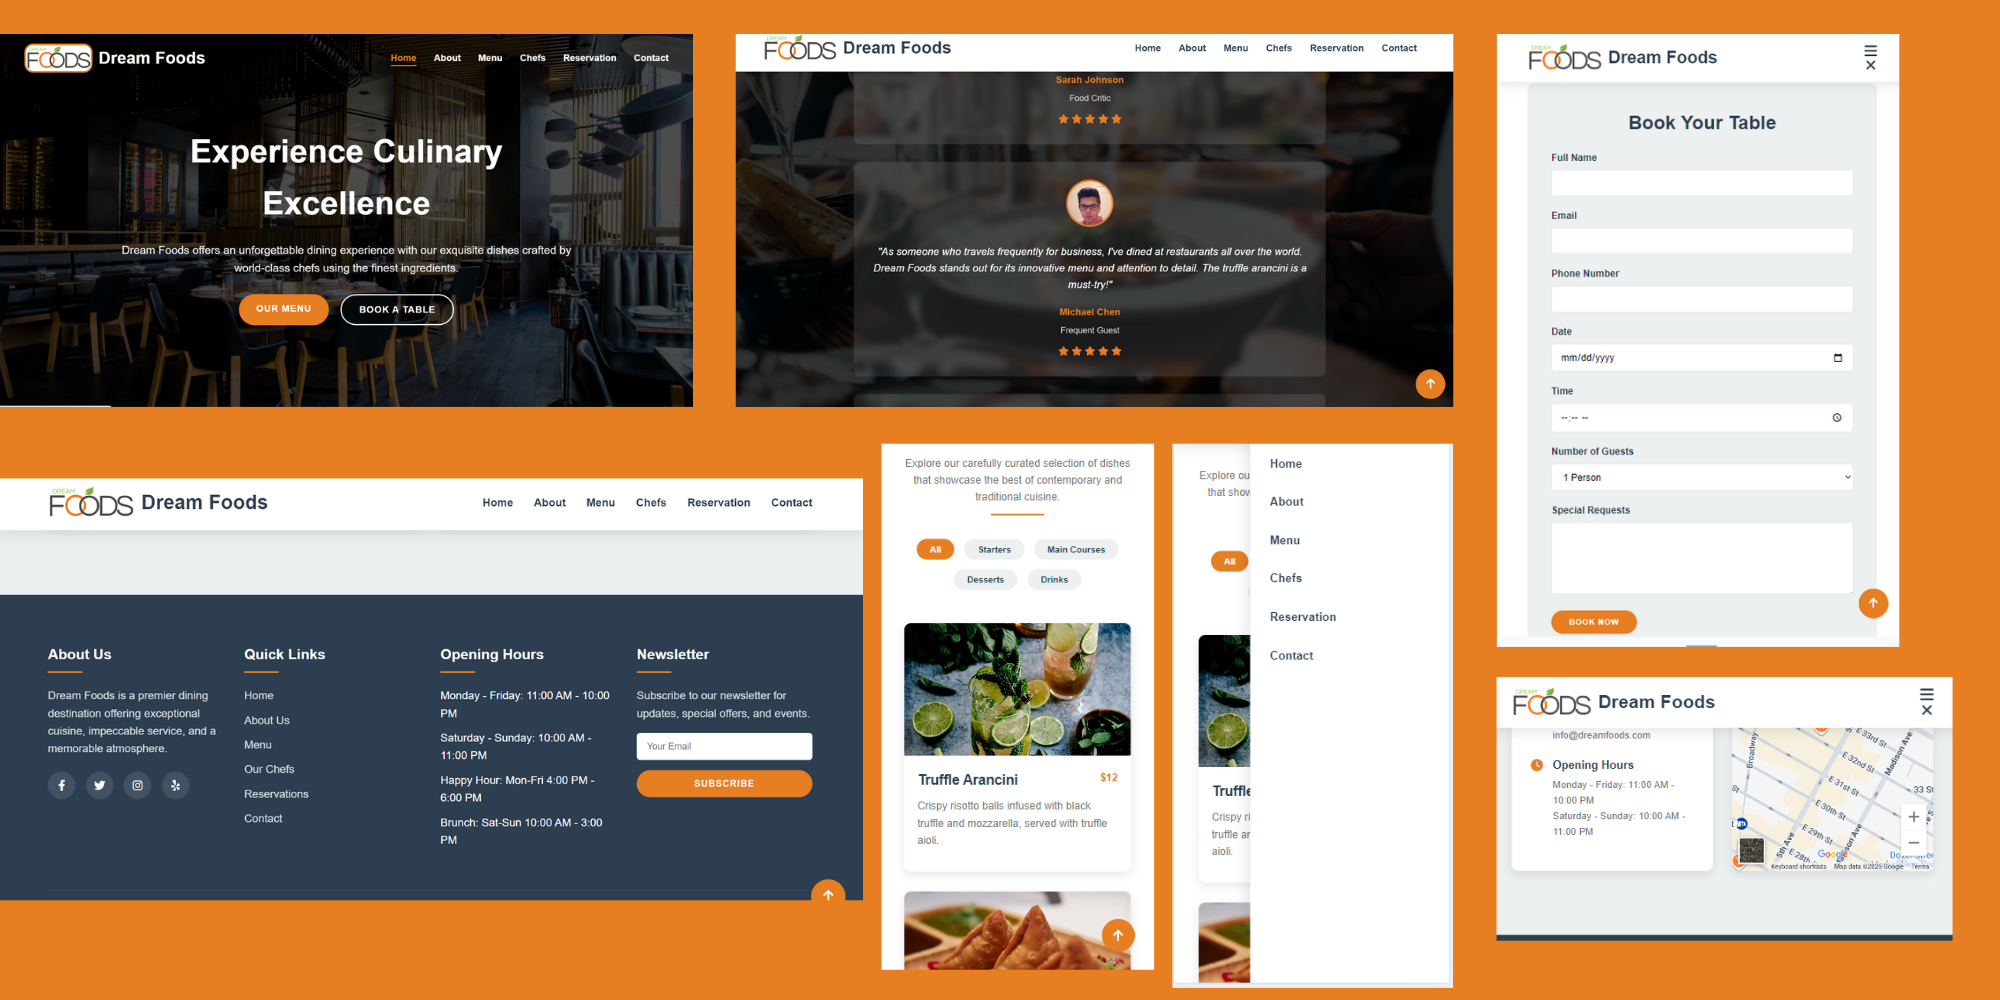 DREAM
FOODS Dream Foods
Home About Menu Chefs Reservation Contact
Experience Culinary
Excellence
Dream Foods offers an unforgettable dining experience with our exquisite dishes crafted by
world-class chefs using the finest ingredients.
OUR MENU BOOK A TABLE
DREAM
FOODS Dream Foods
Home About Menu Chefs Reservation Contact
Sarah Johnson
Food Critic
"As someone who travels frequently for business, I've dined at restaurants all over the world.
Dream Foods stands out for its innovative menu and attention to detail. The truffle arancini is a
must-try!"
Michael Chen
Frequent Guest
DREAM
FOODS Dream Foods
Book Your Table
Full Name
Email
Phone Number
Date
mm/dd/yyyy
Time
--:-- --
Number of Guests
1 Person
Special Requests
BOOK NOW
DREAM
FOODS Dream Foods
Home About Menu Chefs Reservation Contact
About Us
Dream Foods is a premier dining
destination offering exceptional
cuisine, impeccable service, and a
memorable atmosphere.
Quick Links
Home
About Us
Menu
Our Chefs
Reservations
Contact
Opening Hours
Monday - Friday: 11:00 AM - 10:00
PM
Saturday - Sunday: 10:00 AM -
11:00 PM
Happy Hour: Mon-Fri 4:00 PM -
6:00 PM
Brunch: Sat-Sun 10:00 AM - 3:00
PM
Newsletter
Subscribe to our newsletter for
updates, special offers, and events.
Your Email
SUBSCRIBE
Explore our carefully curated selection of dishes
that showcase the best of contemporary and
traditional cuisine.
All Starters Main Courses
Desserts Drinks
Truffle Arancini $12
Crispy risotto balls infused with black
truffle and mozzarella, served with truffle
aioli.
Explore ou
that show
All
Truffle
Crispy ri
truffle ar
aioli.
Home
About
Menu
Chefs
Reservation
Contact
DREAM
FOODS Dream Foods
info@dreamfoods.com
Opening Hours
Monday - Friday: 11:00 AM -
10:00 PM
Saturday - Sunday: 10:00 AM -
11:00 PM
Broadway
E 33rd St
Madison Ave
E 32nd St
E 31st St
33 St
E 30th St
E 29th St
5th Ave
E 28th
Google
Keyboard shortcuts Map data ©2025 Google Terms